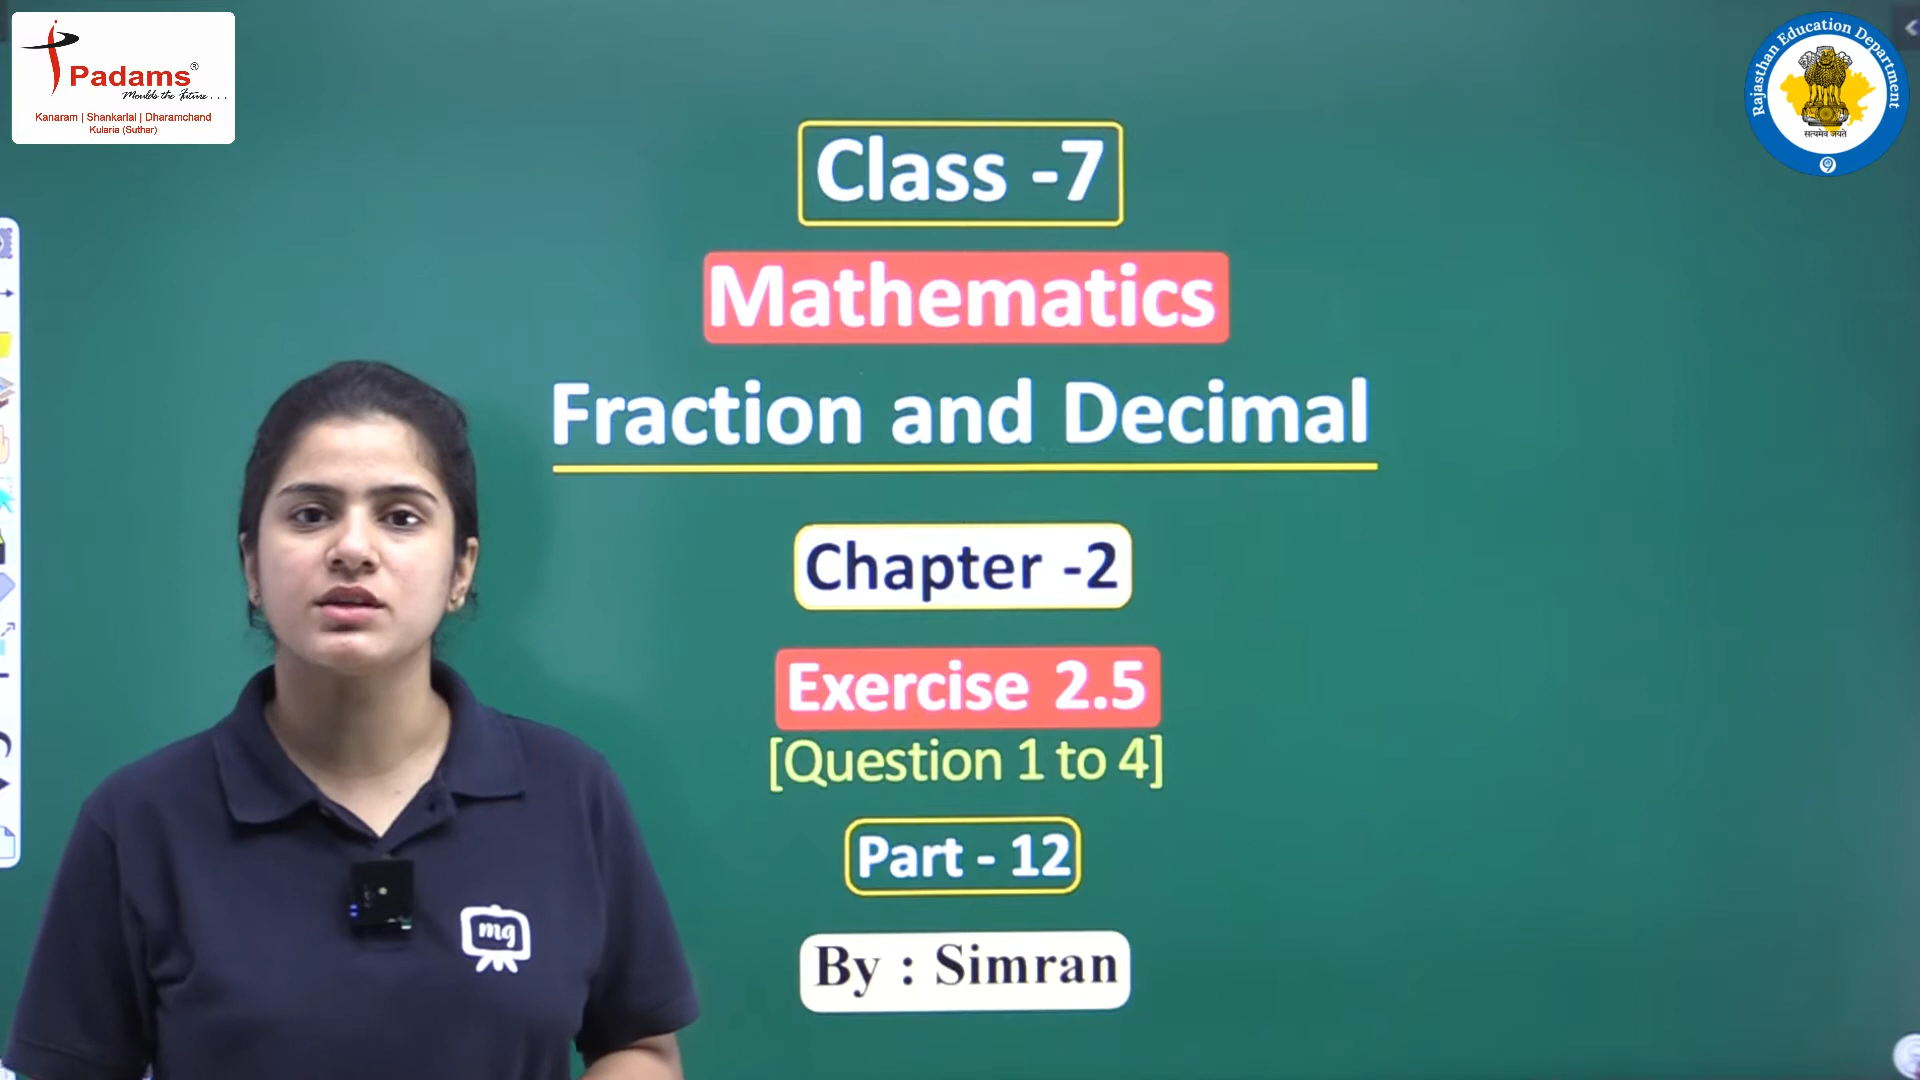 Padams®
Moulds the Future...
Kanaram | Shankarlal | Dharamchand
Kularia (Suthar)
Rajasthan Education Department
सत्यमेव जयते
Class -7
Mathematics
Fraction and Decimal
Chapter -2
Exercise 2.5
[Question 1 to 4]
Part - 12
By : Simran
mg